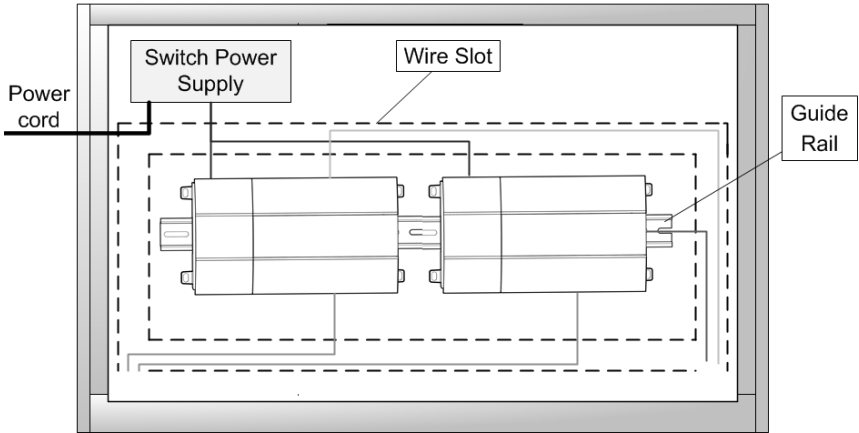 Switch Power
Supply
Wire Slot
Power
cord
Guide
Rail